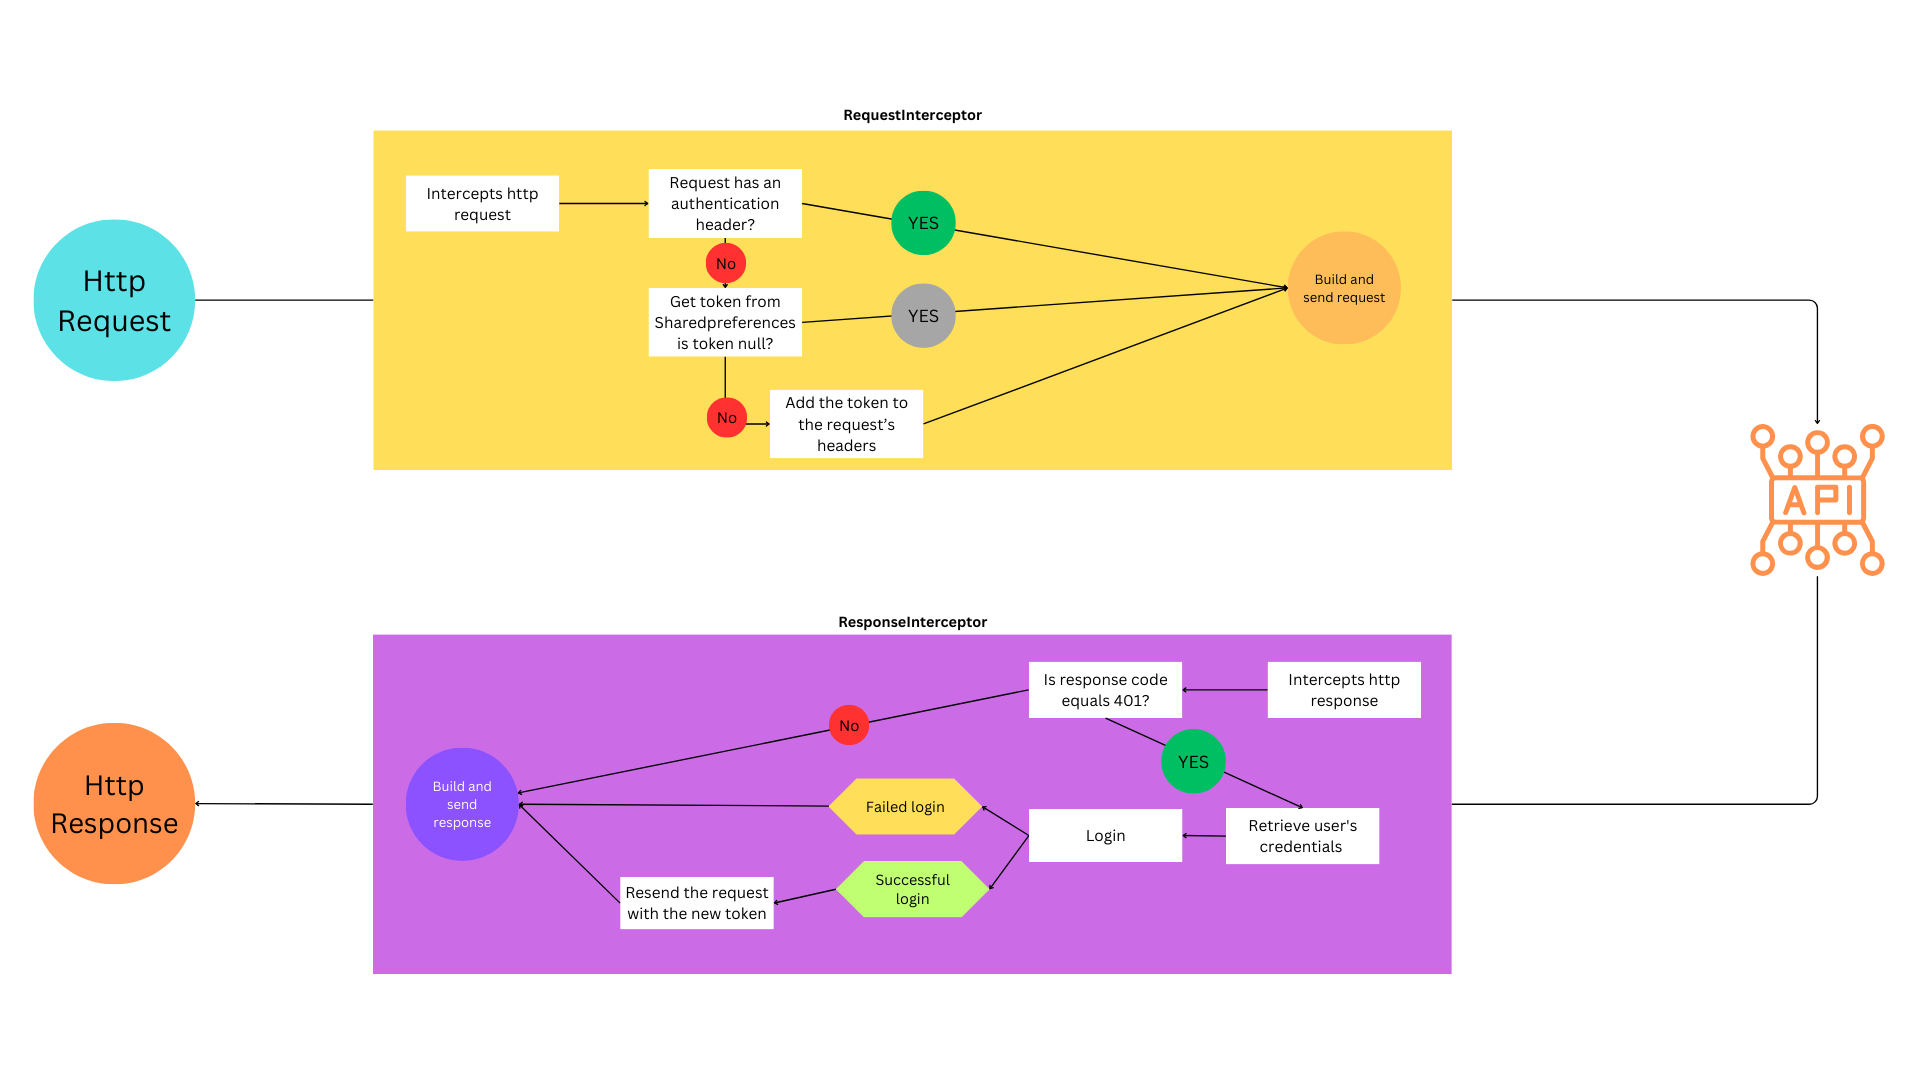 RequestInterceptor
Http
Request
Intercepts http
request
Request has an
authentication
header?
YES
No
Get token from
Sharedpreferences
is token null?
YES
No
Add the token to
the request’s
headers
Build and
send request
API
ResponseInterceptor
Intercepts http
response
Is response code
equals 401?
No
YES
Retrieve user's
credentials
Login
Failed login
Successful
login
Resend the request
with the new token
Build and
send
response
Http
Response